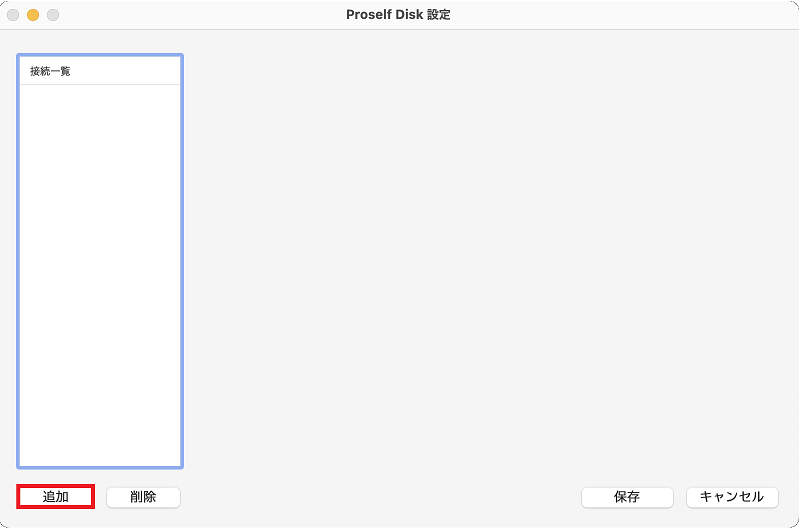 Proself Disk 設定
接続一覧
追加
削除
保存
キャンセル